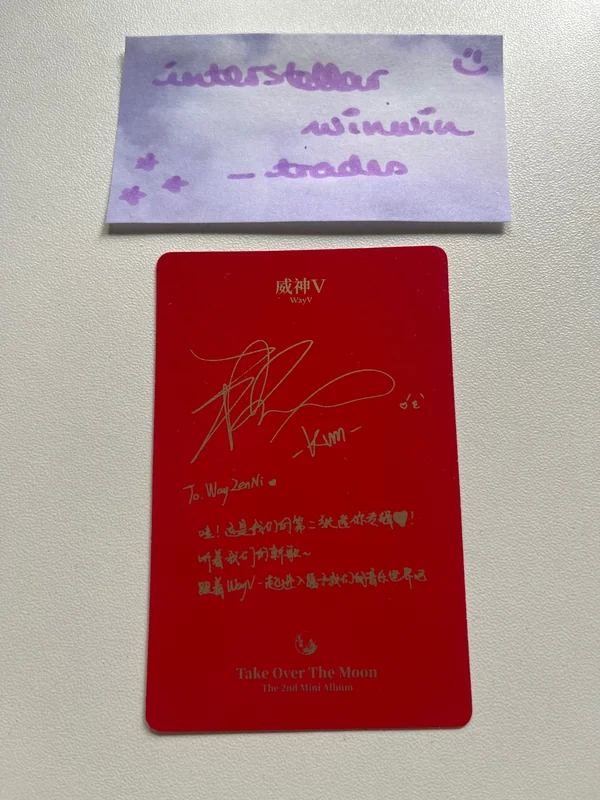 interstellar
winwin
- trades
威神V
WayV
-Kun-
To. WayZenNi ♥
哇！这是我们的第二张迷你专辑♥！
听着我们的新歌~
跟着WayV一起进入属于我们的音乐世界吧
Take Over The Moon
The 2nd Mini Album